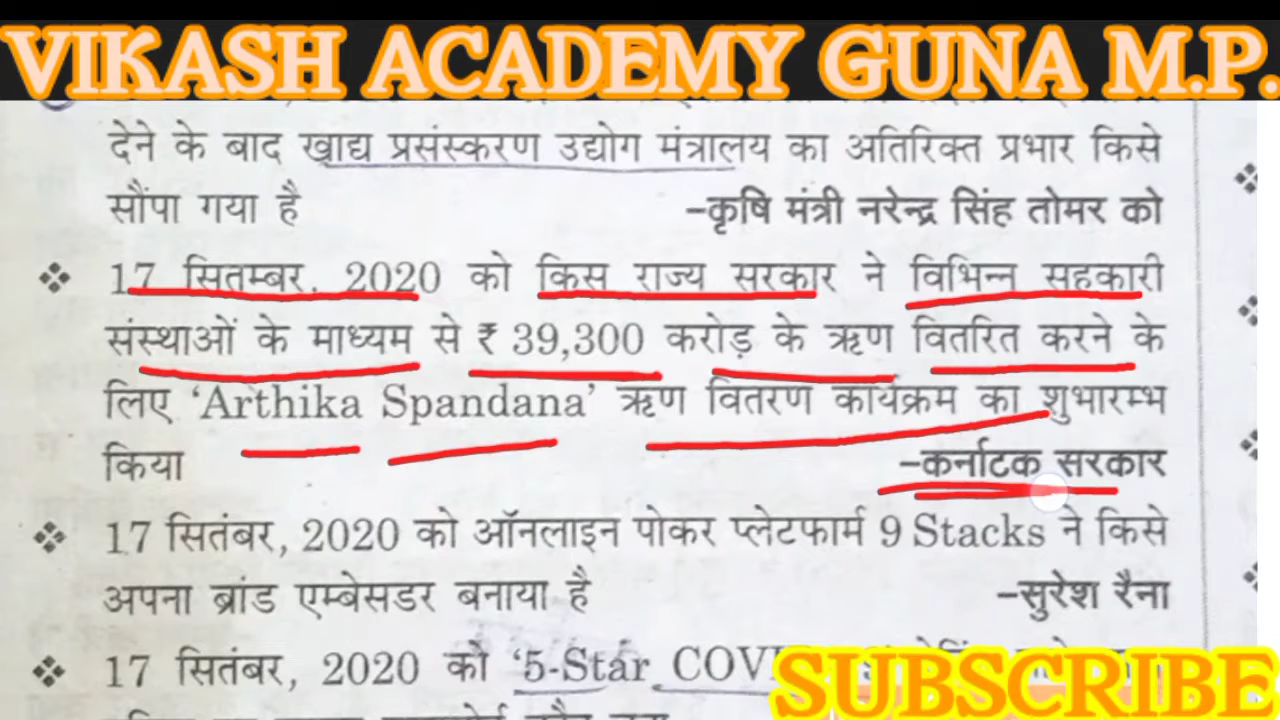 VIKASH ACADEMY GUNA M.P.
देने के बाद खाद्य प्रसंस्करण उद्योग मंत्रालय का अतिरिक्त प्रभार किसे
सौंपा गया है -कृषि मंत्री नरेन्द्र सिंह तोमर को
❖ 17 सितम्बर, 2020 को किस राज्य सरकार ने विभिन्न सहकारी
संस्थाओं के माध्यम से ₹ 39,300 करोड़ के ऋण वितरित करने के
लिए 'Arthika Spandana' ऋण वितरण कार्यक्रम का शुभारम्भ
किया -कर्नाटक सरकार
❖ 17 सितंबर, 2020 को ऑनलाइन पोकर प्लेटफार्म 9 Stacks ने किसे
अपना ब्रांड एम्बेसडर बनाया है -सुरेश रैना
❖ 17 सितंबर, 2020 को '5-Star
SUBSCRIBE